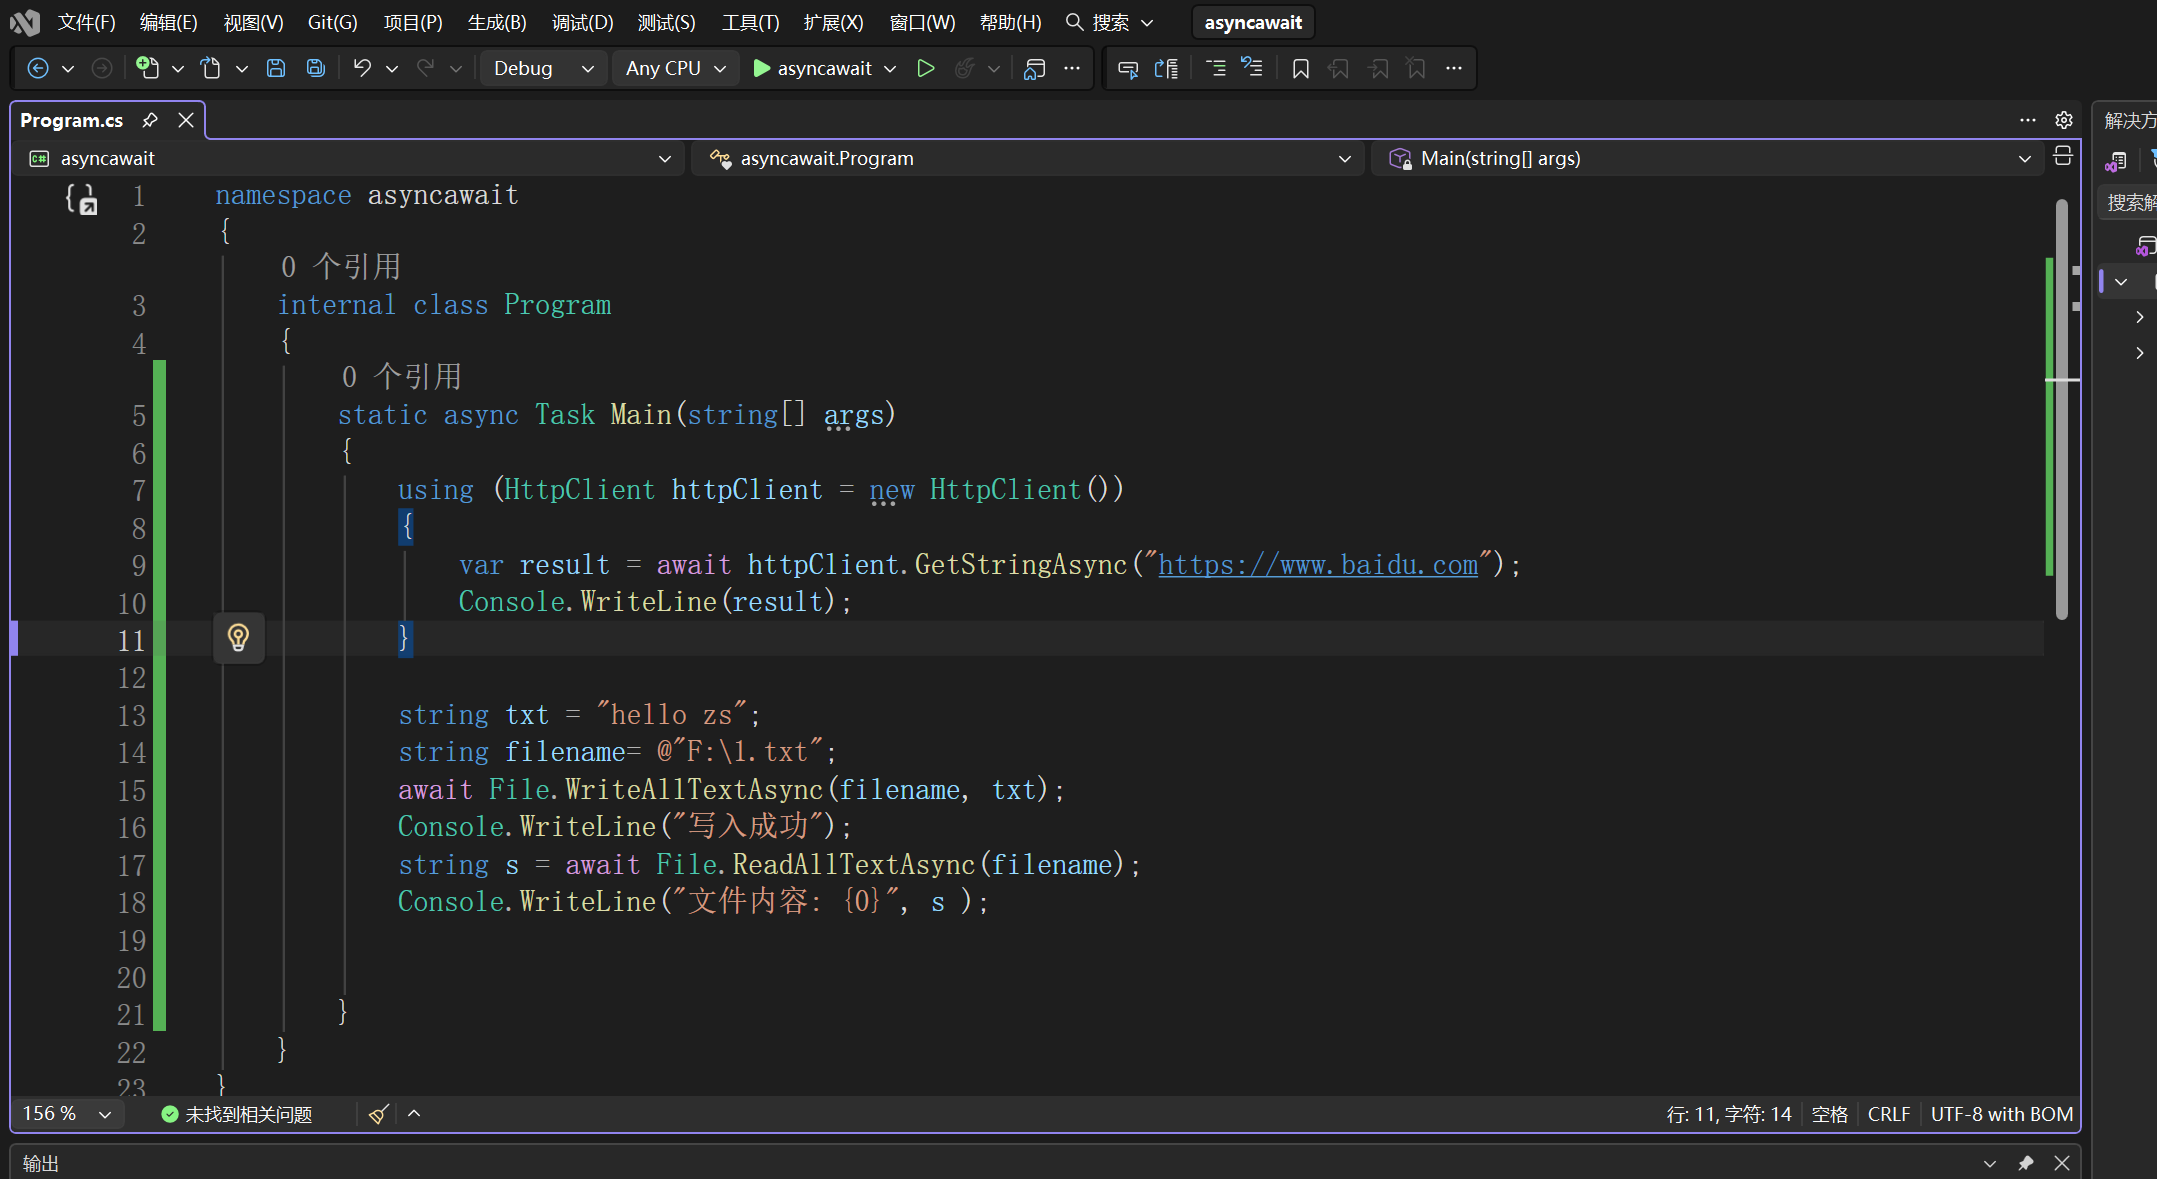 文件(F) 编辑(E) 视图(V) Git(G) 项目(P) 生成(B) 调试(D) 测试(S) 工具(T) 扩展(X) 窗口(W) 帮助(H) 搜索 asyncawait
Debug Any CPU asyncawait
Program.cs
解决方
asyncawait asyncawait.Program Main(string[] args)
搜索解
1 namespace asyncawait
2 {
0 个引用
3 internal class Program
4 {
0 个引用
5 static async Task Main(string[] args)
6 {
7 using (HttpClient httpClient = new HttpClient())
8 {
9 var result = await httpClient.GetStringAsync("https://www.baidu.com");
10 Console.WriteLine(result);
11 }
12
13 string txt = "hello zs";
14 string filename= @"F:\1.txt";
15 await File.WriteAllTextAsync(filename, txt);
16 Console.WriteLine("写入成功");
17 string s = await File.ReadAllTextAsync(filename);
18 Console.WriteLine("文件内容: {0}", s );
19
20
21 }
22 }
23 }
156 % 未找到相关问题 行: 11, 字符: 14 空格 CRLF UTF-8 with BOM
输出